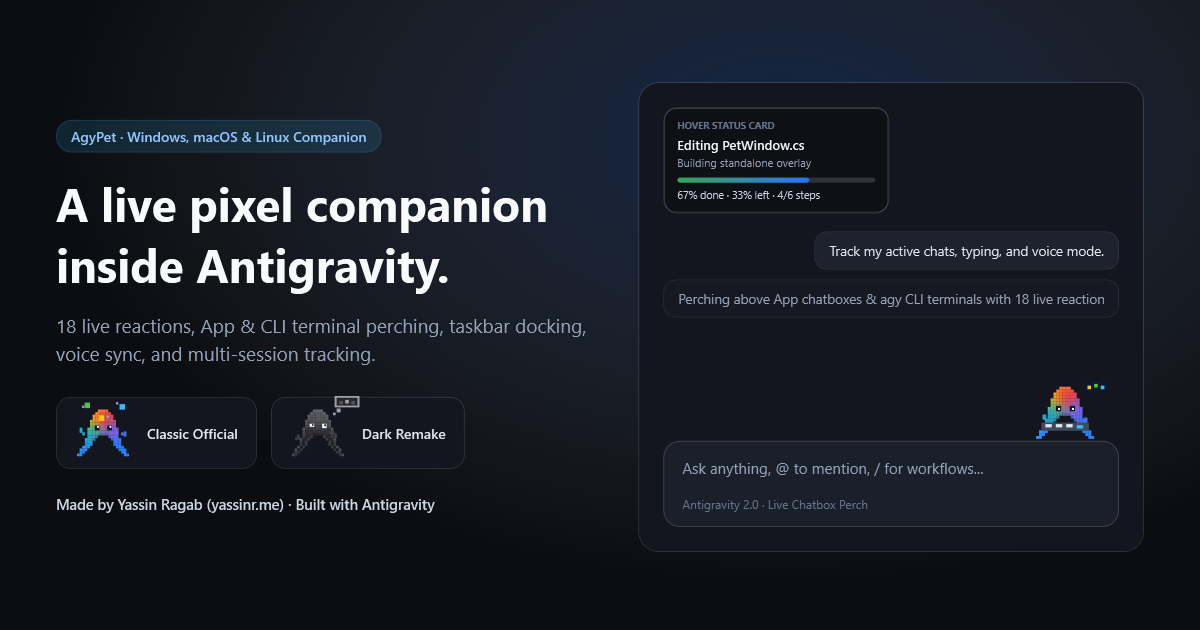 AgyPet · Windows, macOS & Linux Companion
A live pixel companion
inside Antigravity.
18 live reactions, App & CLI terminal perching, taskbar docking,
voice sync, and multi-session tracking.
Classic Official
Dark Remake
Made by Yassin Ragab (yassinr.me) · Built with Antigravity
HOVER STATUS CARD
Editing PetWindow.cs
Building standalone overlay
67% done · 33% left · 4/6 steps
Track my active chats, typing, and voice mode.
Perching above App chatboxes & agy CLI terminals with 18 live reaction
Ask anything, @ to mention, / for workflows...
Antigravity 2.0 · Live Chatbox Perch